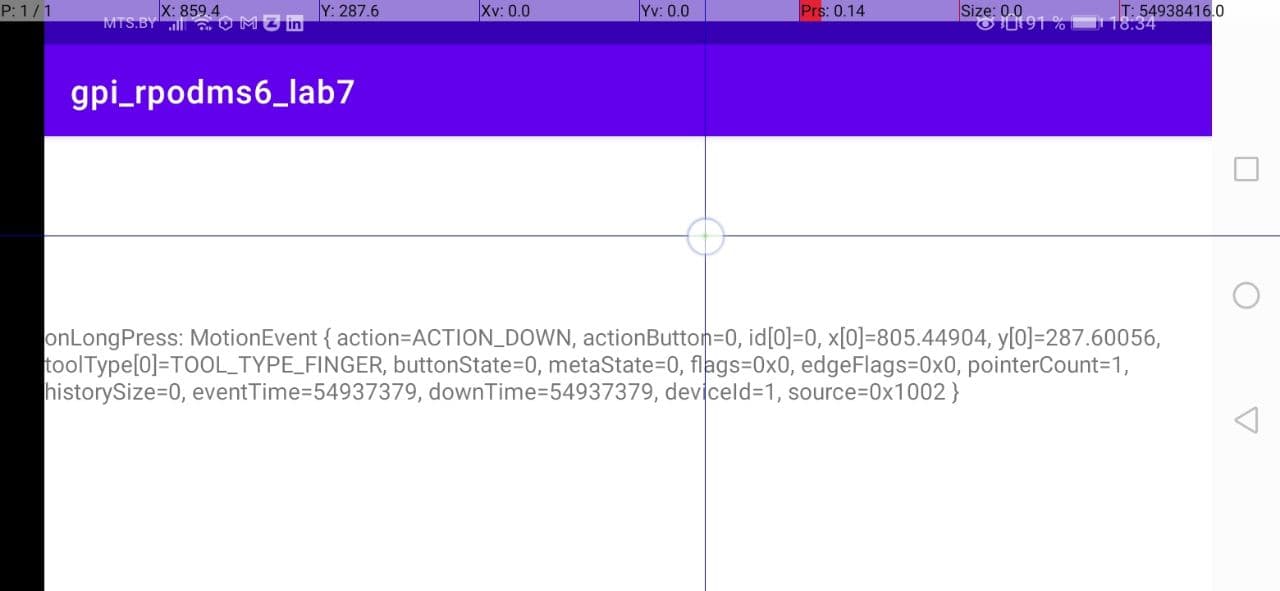 P: 1 / 1 X: 859.4 Y: 287.6 Xv: 0.0 Yv: 0.0 Prs: 0.14 Size: 0.0 T: 54938416.0
MTS.BY 91 % 18:34
gpi_rpodms6_lab7
onLongPress: MotionEvent { action=ACTION_DOWN, actionButton=0, id[0]=0, x[0]=805.44904, y[0]=287.60056,
toolType[0]=TOOL_TYPE_FINGER, buttonState=0, metaState=0, flags=0x0, edgeFlags=0x0, pointerCount=1,
historySize=0, eventTime=54937379, downTime=54937379, deviceId=1, source=0x1002 }